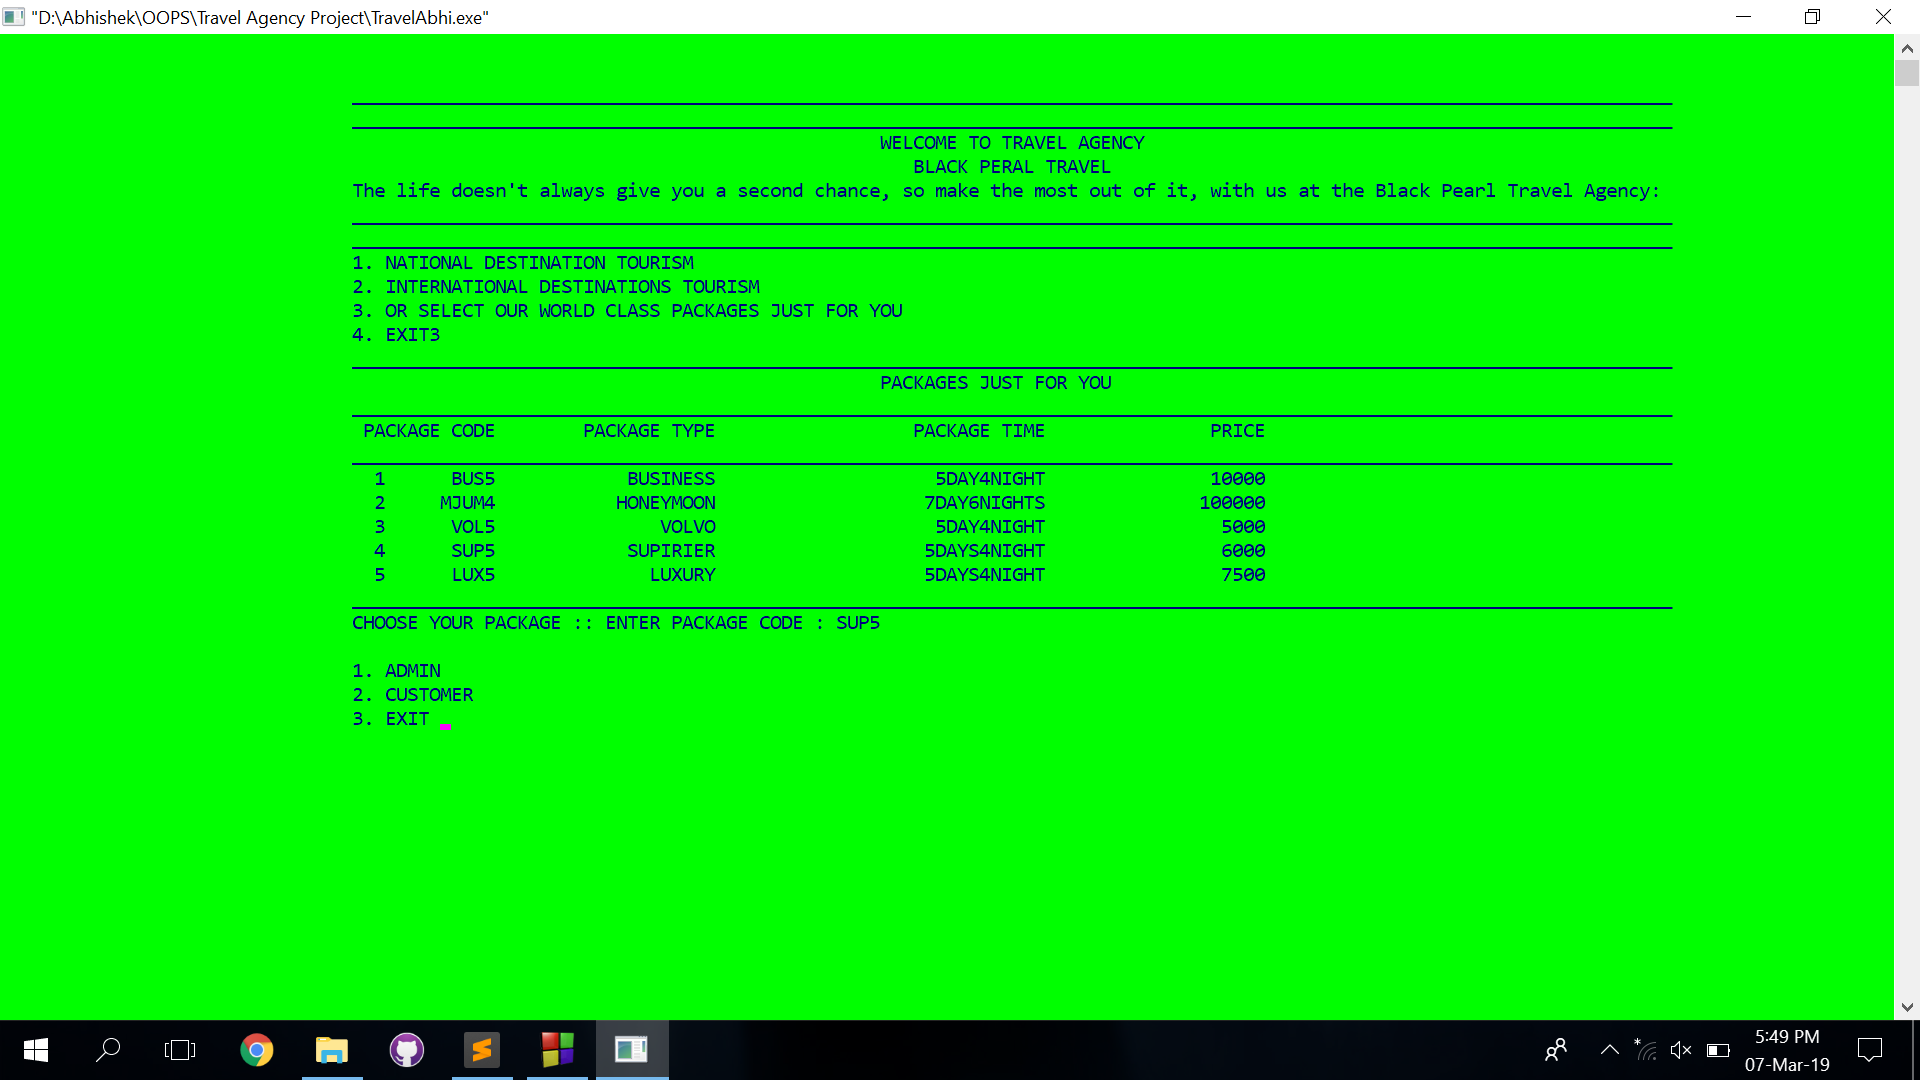 "D:\Abhishek\OOPS\Travel Agency Project\TravelAbhi.exe"
WELCOME TO TRAVEL AGENCY
BLACK PERAL TRAVEL
The life doesn't always give you a second chance, so make the most out of it, with us at the Black Pearl Travel Agency:
1. NATIONAL DESTINATION TOURISM
2. INTERNATIONAL DESTINATIONS TOURISM
3. OR SELECT OUR WORLD CLASS PACKAGES JUST FOR YOU
4. EXIT3
PACKAGES JUST FOR YOU
PACKAGE CODE PACKAGE TYPE PACKAGE TIME PRICE
1 BUS5 BUSINESS 5DAY4NIGHT 10000
2 MJUM4 HONEYMOON 7DAY6NIGHTS 100000
3 VOL5 VOLVO 5DAY4NIGHT 5000
4 SUP5 SUPIRIER 5DAYS4NIGHT 6000
5 LUX5 LUXURY 5DAYS4NIGHT 7500
CHOOSE YOUR PACKAGE :: ENTER PACKAGE CODE : SUP5
1. ADMIN
2. CUSTOMER
3. EXIT
5:49 PM
07-Mar-19